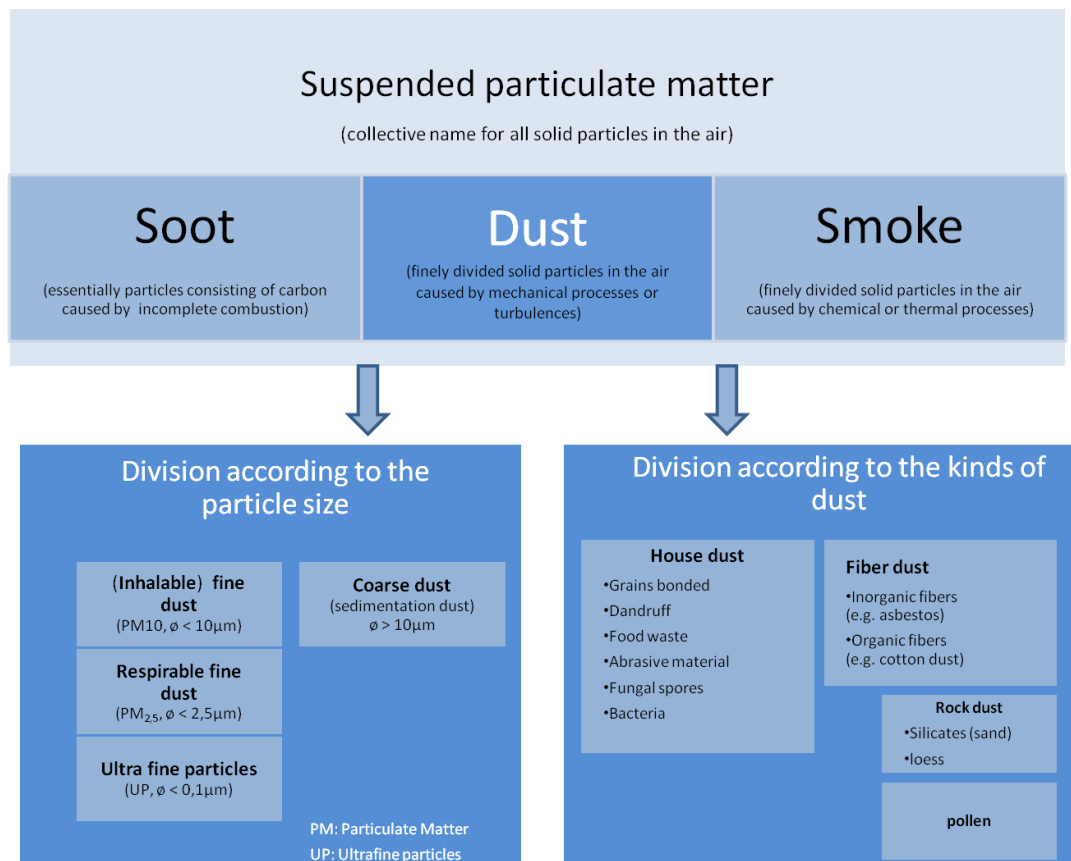 Suspended particulate matter
(collective name for all solid particles in the air)
Soot
(essentially particles consisting of carbon
caused by incomplete combustion)
Dust
(finely divided solid particles in the air
caused by mechanical processes or
turbulences)
Smoke
(finely divided solid particles in the air
caused by chemical or thermal processes)
Division according to the
particle size
(Inhalable) fine
dust
(PM10, ø < 10µm)
Respirable fine
dust
(PM2,5, ø < 2,5µm)
Ultra fine particles
(UP, ø < 0,1µm)
Coarse dust
(sedimentation dust)
ø > 10µm
PM: Particulate Matter
UP: Ultrafine particles
Division according to the kinds of
dust
House dust
•Grains bonded
•Dandruff
•Food waste
•Abrasive material
•Fungal spores
•Bacteria
Fiber dust
•Inorganic fibers
(e.g. asbestos)
•Organic fibers
(e.g. cotton dust)
Rock dust
•Silicates (sand)
•loess
pollen